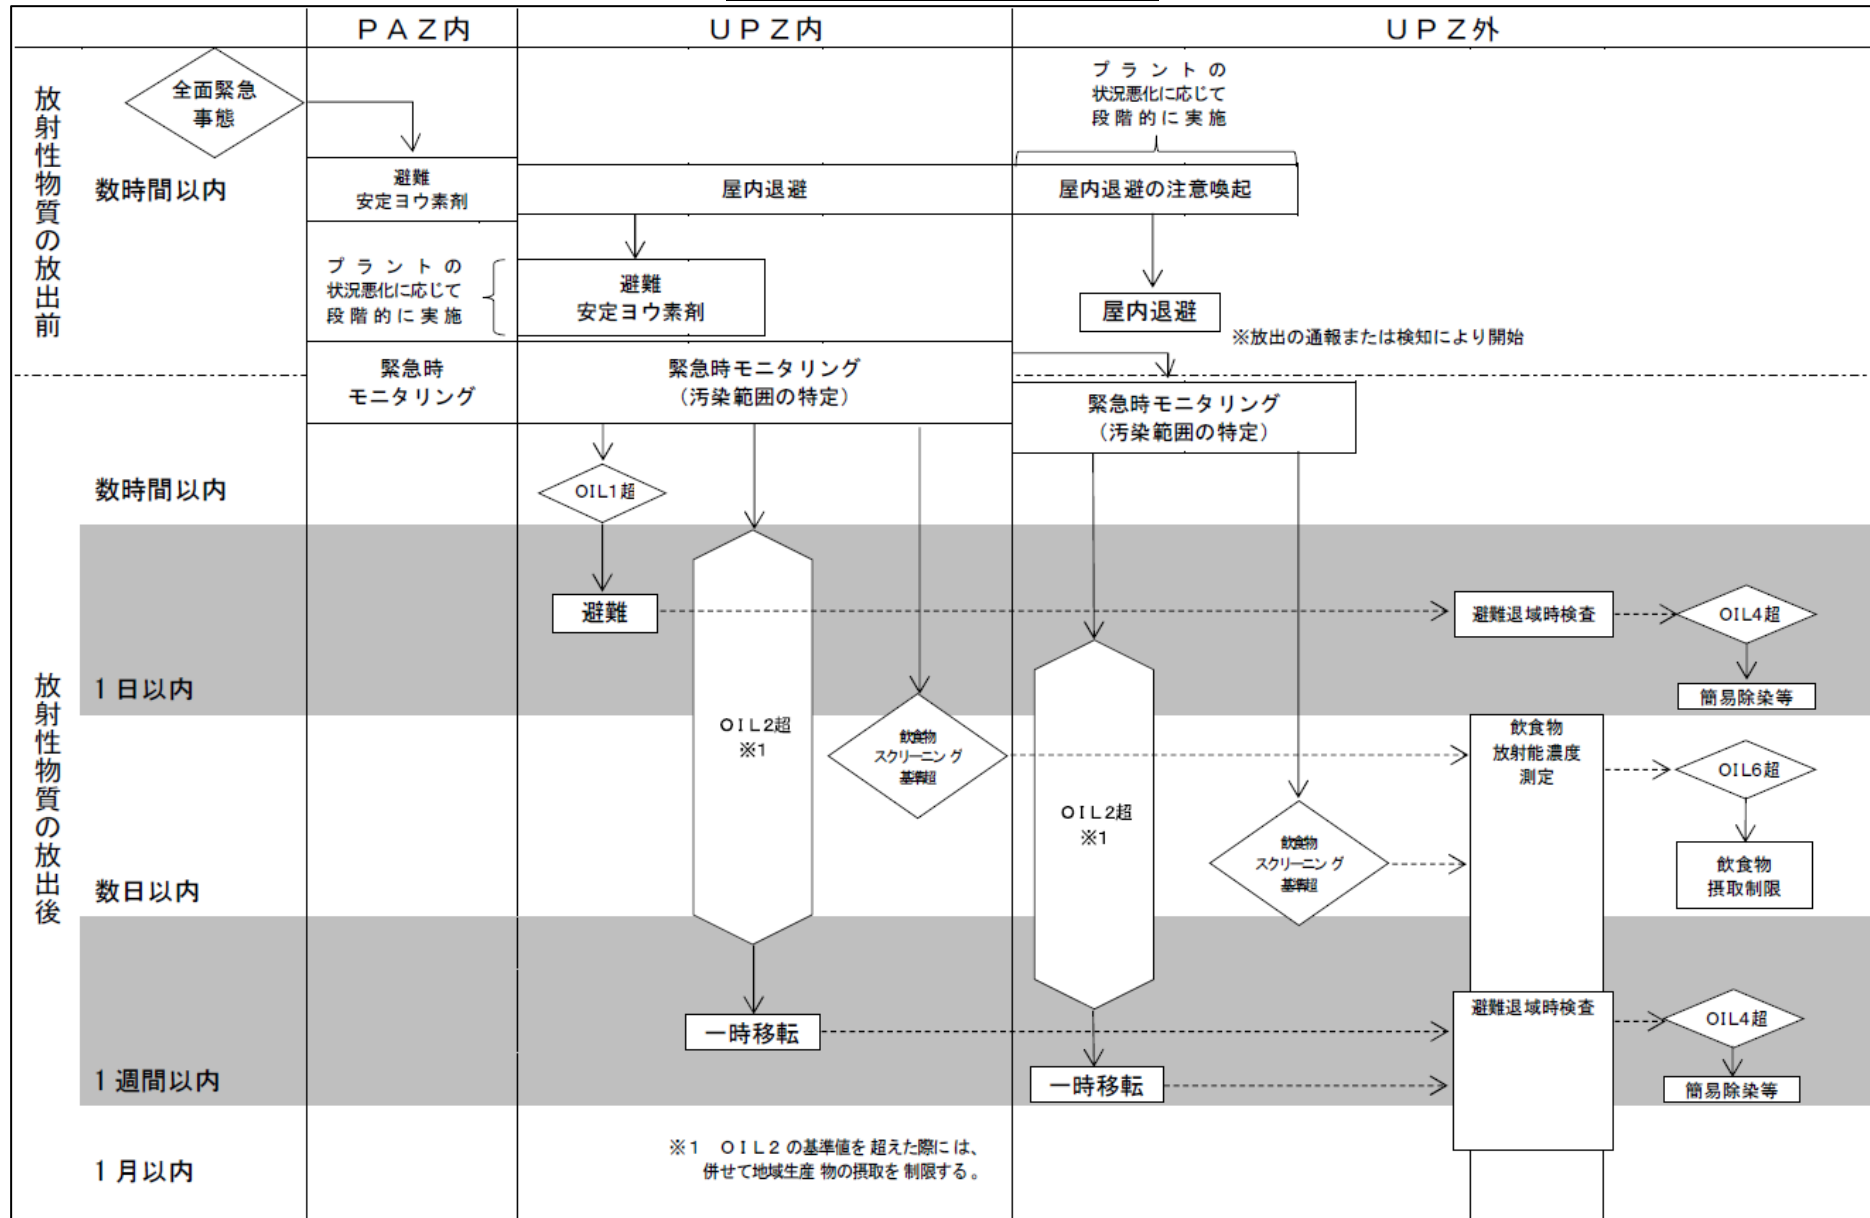 ＰＡＺ内
ＵＰＺ内
ＵＰＺ外
放射性物質の放出前
全面緊急
事態
プラントの
状況悪化に応じて
段階的に実施
数時間以内
避難
安定ヨウ素剤
屋内退避
屋内退避の注意喚起
プラントの
状況悪化に応じて
段階的に実施
避難
安定ヨウ素剤
屋内退避
※放出の通報または検知により開始
緊急時
モニタリング
緊急時モニタリング
（汚染範囲の特定）
緊急時モニタリング
（汚染範囲の特定）
放射性物質の放出後
数時間以内
OIL1超
避難
避難退域時検査
OIL4超
1日以内
簡易除染等
OIL2超
※1
飲食物
スクリーニング
基準超
飲食物
放射能濃度
測定
OIL6超
OIL2超
※1
飲食物
スクリーニング
基準超
飲食物
摂取制限
数日以内
一時移転
避難退域時検査
OIL4超
1週間以内
一時移転
簡易除染等
※1　OIL2の基準値を超えた際には、
併せて地域生産物の摂取を制限する。
1月以内